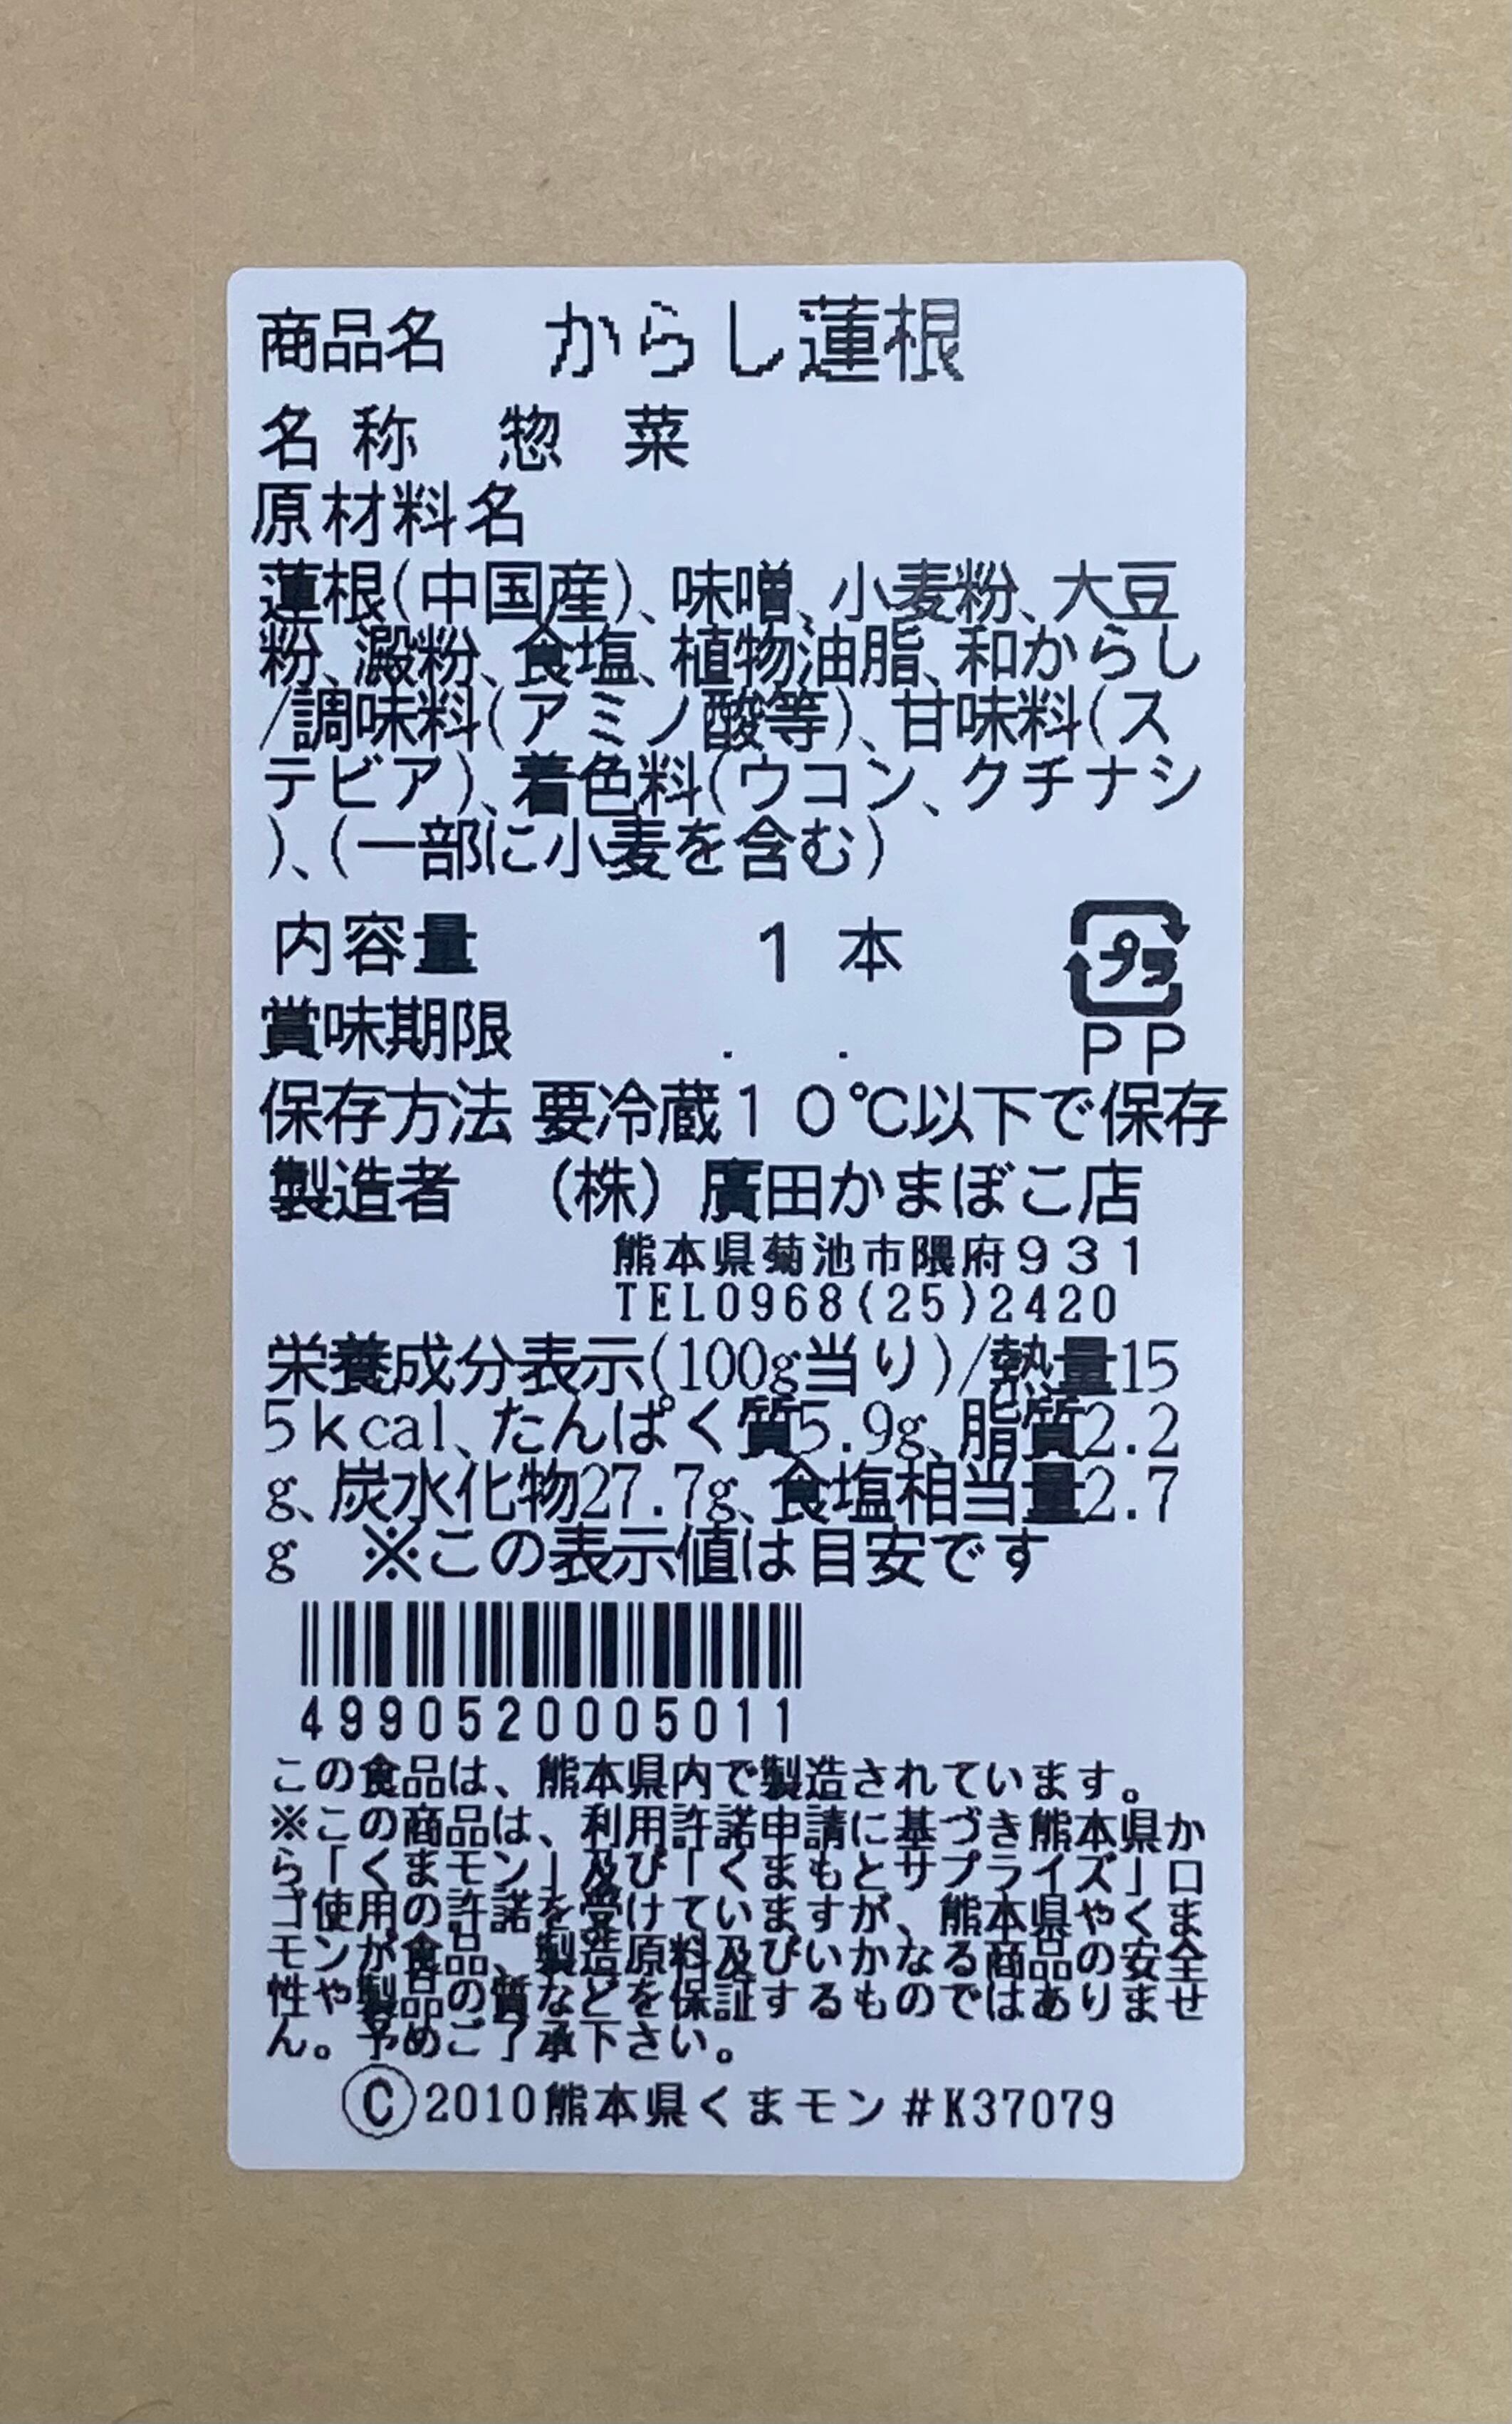 商品名　からし蓮根
名称　惣　菜
原材料名
蓮根(中国産)、味噌、小麦粉、大豆
粉、澱粉、食塩、植物油脂、和からし
/調味料(アミノ酸等)、甘味料(ス
テビア)、着色料(ウコン、クチナシ
)、(一部に小麦を含む)
内容量　1 本
プラ
賞味期限　.　.
PP
保存方法 要冷蔵10℃以下で保存
製造者　(株)廣田かまぼこ店
熊本県菊池市隈府931
TEL0968(25)2420
栄養成分表示(100g当り)/熱量15
5kcal、たんぱく質5.9g、脂質2.2
g、炭水化物27.7g、食塩相当量2.7
g　※この表示値は目安です
4990520005011
この食品は、熊本県内で製造されています。
※この商品は、利用許諾申請に基づき熊本県か
ら「くまモン」及び「くまもとサプライズ」ロ
ゴ使用の許諾を受けていますが、熊本県やくま
モンが食品、製造原料及びいかなる商品の安全
性や製品の質などを保証するものではありませ
ん。予めご了承下さい。
Ⓒ2010熊本県くまモン#K37079